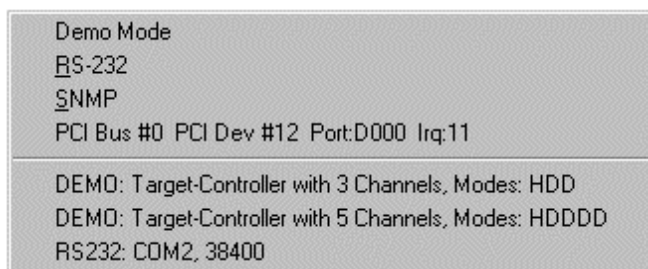 Demo Mode
RS-232
SNMP
PCI Bus #0 PCI Dev #12 Port:D000 Irq:11
DEMO: Target-Controller with 3 Channels, Modes: HDD
DEMO: Target-Controller with 5 Channels, Modes: HDDDD
RS232: COM2, 38400